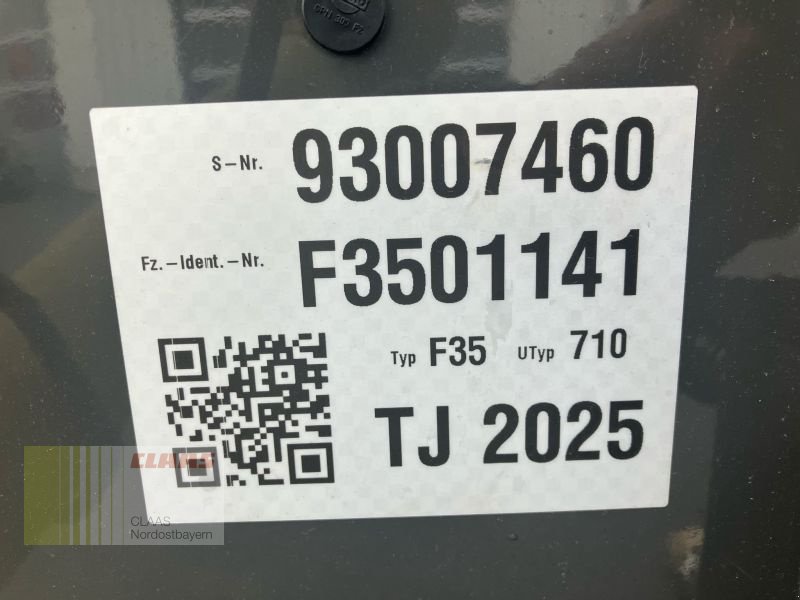 S-Nr. 93007460
Fz.-Ident.-Nr. F3501141
Typ F35 UTyp 710
TJ 2025
CLAAS
CLAAS
Nordostbayern